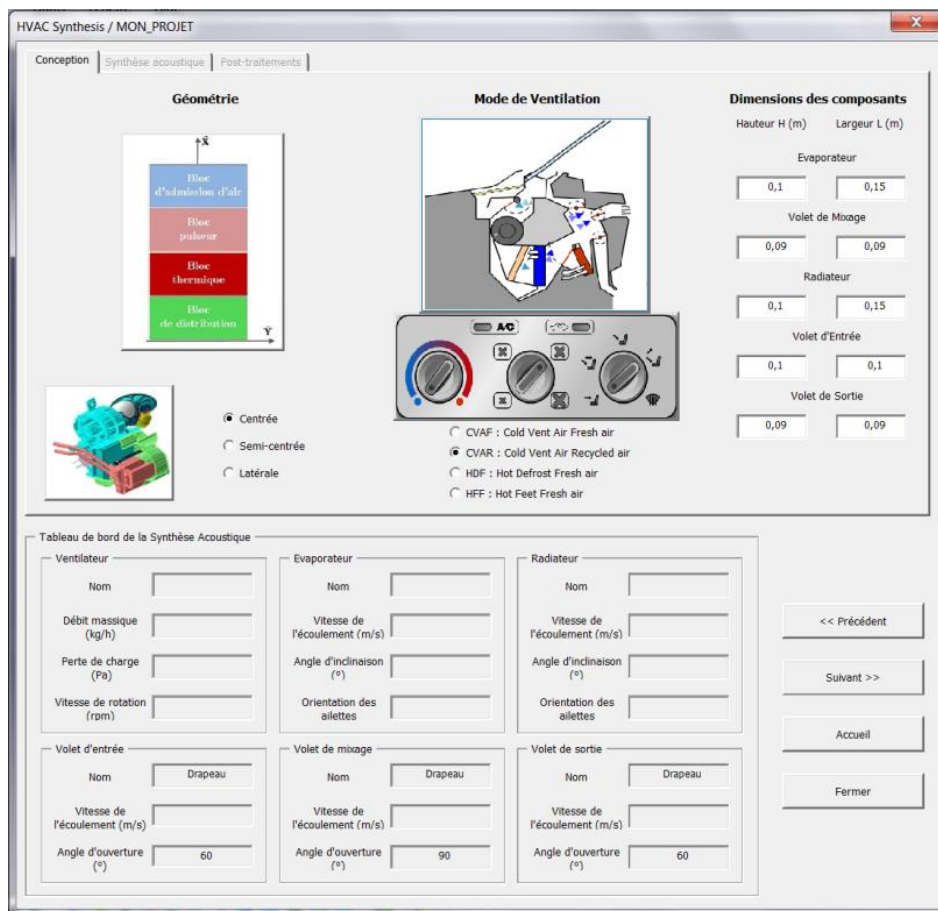 HVAC Synthesis / MON_PROJET
Conception Synthèse acoustique Post-traitements
Géométrie
X
Bloc
d'admission d'air
Bloc
pulseur
Bloc
thermique
Bloc
de distribution
Y
Centrée
Semi-centrée
Latérale
Mode de Ventilation
A/C
CVAF : Cold Vent Air Fresh air
CVAR : Cold Vent Air Recycled air
HDF : Hot Defrost Fresh air
HFF : Hot Feet Fresh air
Dimensions des composants
Hauteur H (m) Largeur L (m)
Evaporateur
0,1 0,15
Volet de Mixage
0,09 0,09
Radiateur
0,1 0,15
Volet d'Entrée
0,1 0,1
Volet de Sortie
0,09 0,09
Tableau de bord de la Synthèse Acoustique
Ventilateur
Nom
Débit massique
(kg/h)
Perte de charge
(Pa)
Vitesse de rotation
(rpm)
Evaporateur
Nom
Vitesse de
l'écoulement (m/s)
Angle d'inclinaison
(°)
Orientation des
ailettes
Radiateur
Nom
Vitesse de
l'écoulement (m/s)
Angle d'inclinaison
(°)
Orientation des
ailettes
Volet d'entrée
Nom Drapeau
Vitesse de
l'écoulement (m/s)
Angle d'ouverture
(°) 60
Volet de mixage
Nom Drapeau
Vitesse de
l'écoulement (m/s)
Angle d'ouverture
(°) 90
Volet de sortie
Nom Drapeau
Vitesse de
l'écoulement (m/s)
Angle d'ouverture
(°) 60
<< Précédent
Suivant >>
Accueil
Fermer